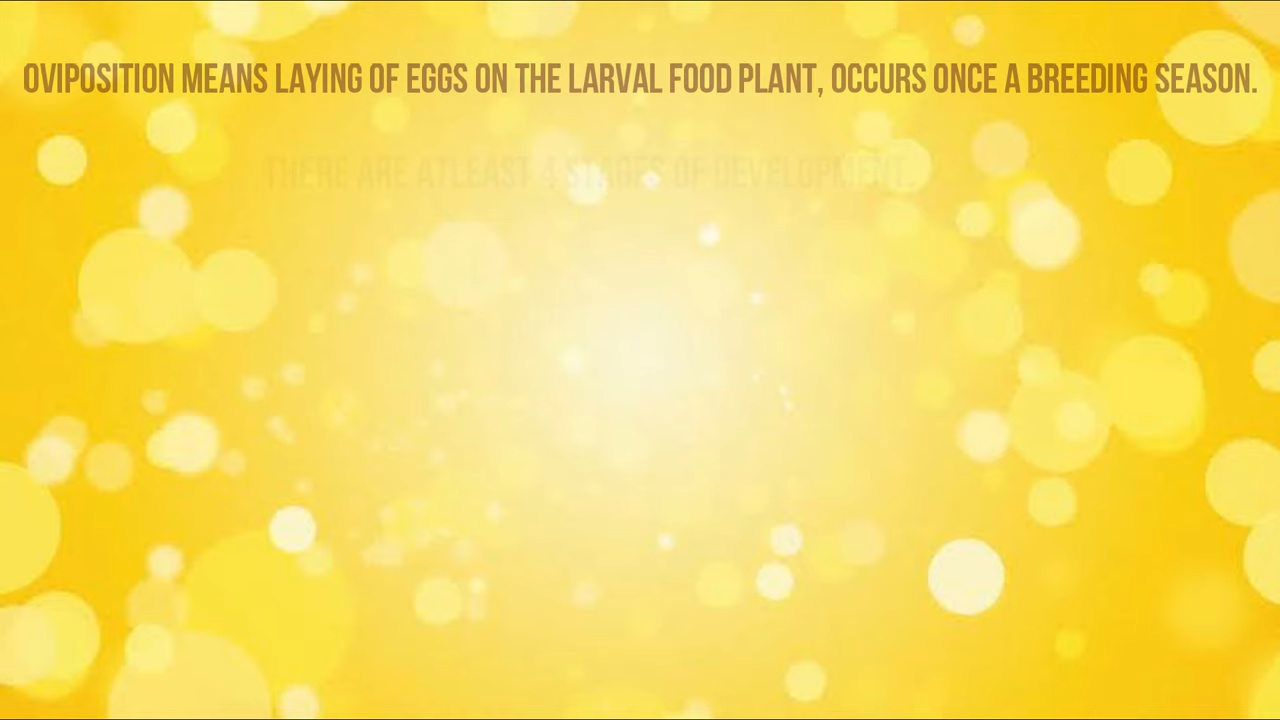 OVIPOSITION MEANS LAYING OF EGGS ON THE LARVAL FOOD PLANT, OCCURS ONCE A BREEDING SEASON.
THERE ARE ATLEAST 4 STAGES OF DEVELOPMENT.